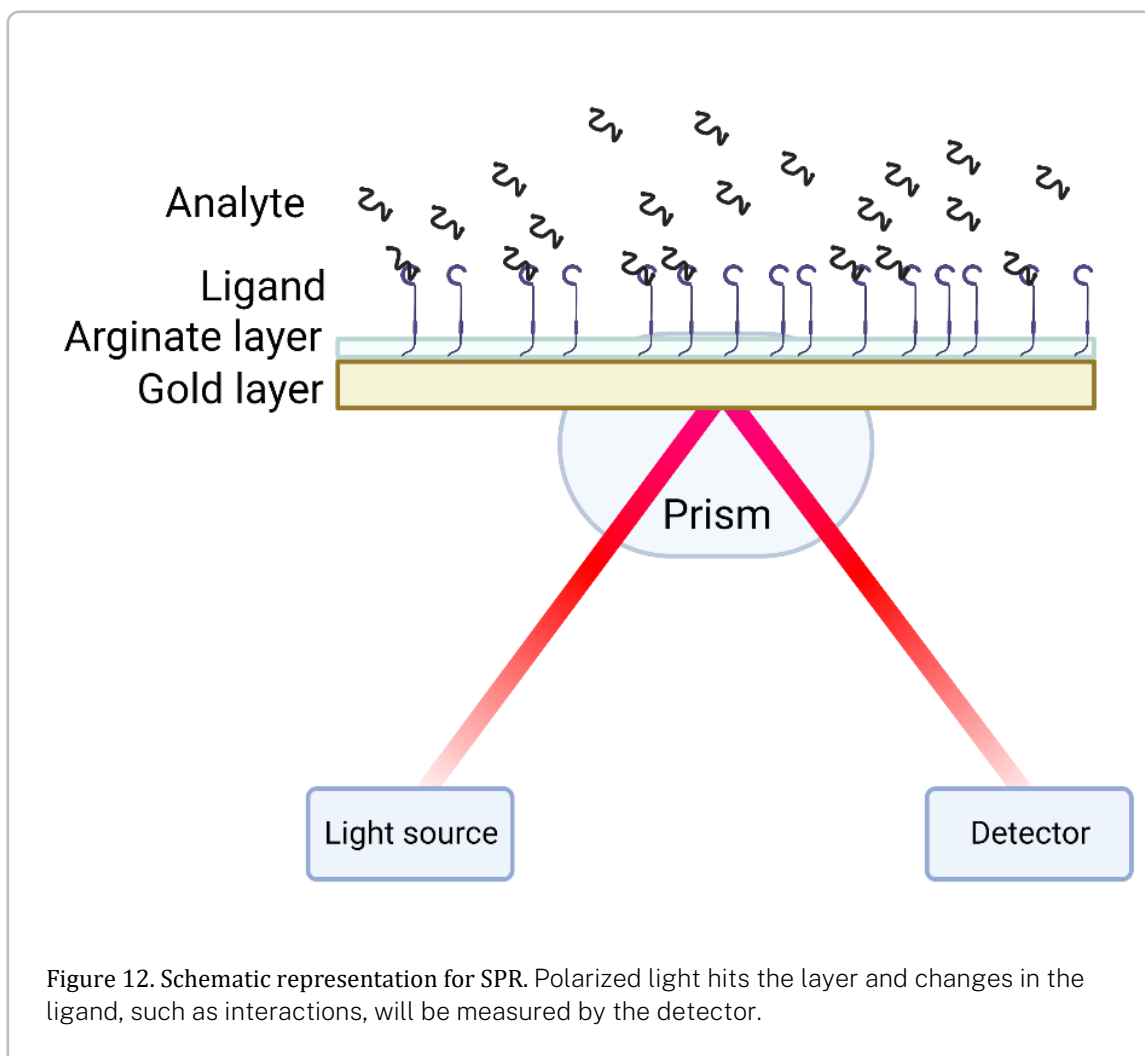 Analyte
Ligand
Arginate layer
Gold layer
Prism
Light source
Detector
Figure 12. Schematic representation for SPR. Polarized light hits the layer and changes in the
ligand, such as interactions, will be measured by the detector.